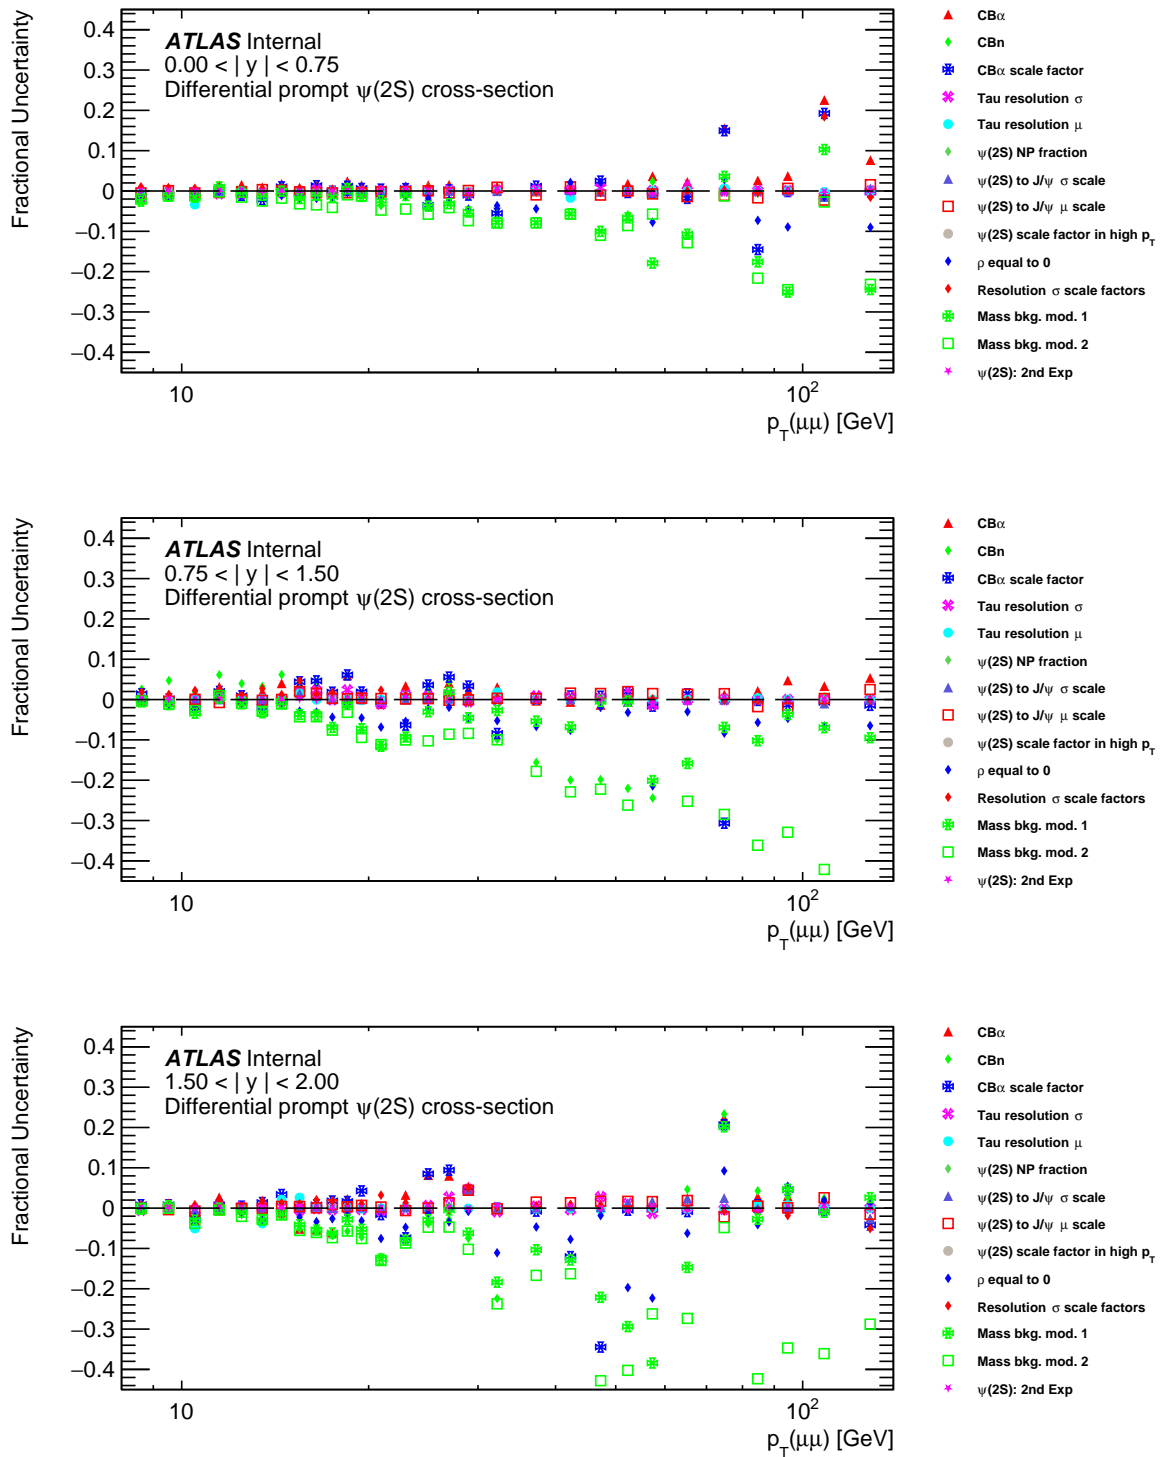 Fractional Uncertainty
0.4
0.3
0.2
0.1
0
−0.1
−0.2
−0.3
−0.4
ATLAS Internal
0.00 < | y | < 0.75
Differential prompt ψ(2S) cross-section
10
10²
p_T(μμ) [GeV]
CBα
CBn
CBα scale factor
Tau resolution σ
Tau resolution μ
ψ(2S) NP fraction
ψ(2S) to J/ψ σ scale
ψ(2S) to J/ψ μ scale
ψ(2S) scale factor in high p_T
ρ equal to 0
Resolution σ scale factors
Mass bkg. mod. 1
Mass bkg. mod. 2
ψ(2S): 2nd Exp
Fractional Uncertainty
0.4
0.3
0.2
0.1
0
−0.1
−0.2
−0.3
−0.4
ATLAS Internal
0.75 < | y | < 1.50
Differential prompt ψ(2S) cross-section
10
10²
p_T(μμ) [GeV]
CBα
CBn
CBα scale factor
Tau resolution σ
Tau resolution μ
ψ(2S) NP fraction
ψ(2S) to J/ψ σ scale
ψ(2S) to J/ψ μ scale
ψ(2S) scale factor in high p_T
ρ equal to 0
Resolution σ scale factors
Mass bkg. mod. 1
Mass bkg. mod. 2
ψ(2S): 2nd Exp
Fractional Uncertainty
0.4
0.3
0.2
0.1
0
−0.1
−0.2
−0.3
−0.4
ATLAS Internal
1.50 < | y | < 2.00
Differential prompt ψ(2S) cross-section
10
10²
p_T(μμ) [GeV]
CBα
CBn
CBα scale factor
Tau resolution σ
Tau resolution μ
ψ(2S) NP fraction
ψ(2S) to J/ψ σ scale
ψ(2S) to J/ψ μ scale
ψ(2S) scale factor in high p_T
ρ equal to 0
Resolution σ scale factors
Mass bkg. mod. 1
Mass bkg. mod. 2
ψ(2S): 2nd Exp